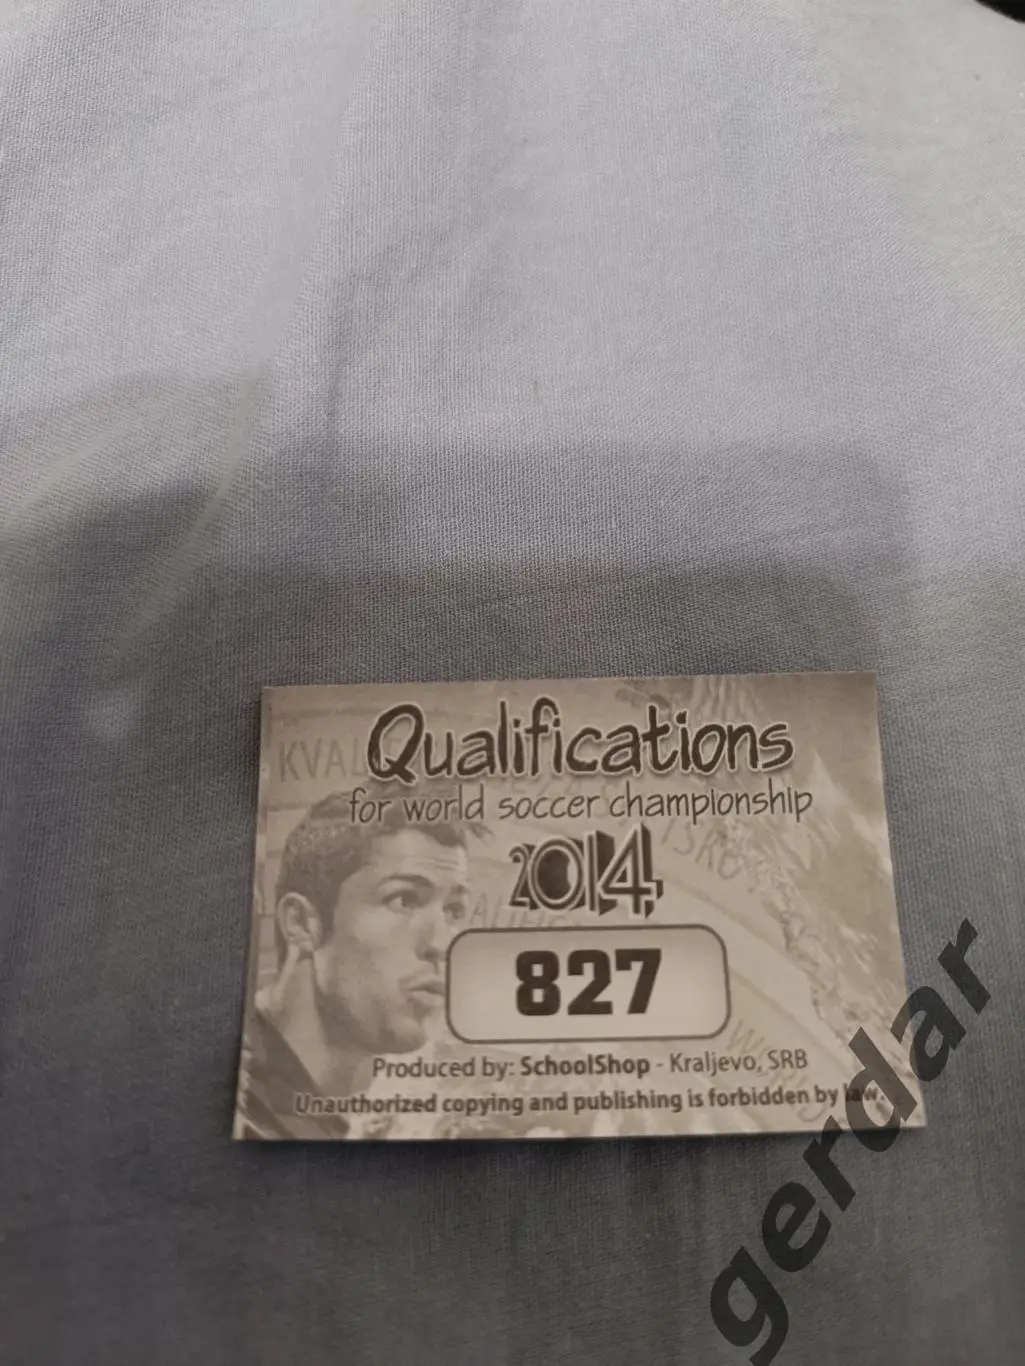 Qualifications
for world soccer championship
2014
827
Produced by: SchoolShop - Kraljevo, SRB
Unauthorized copying and publishing is forbidden by law.
gerdar